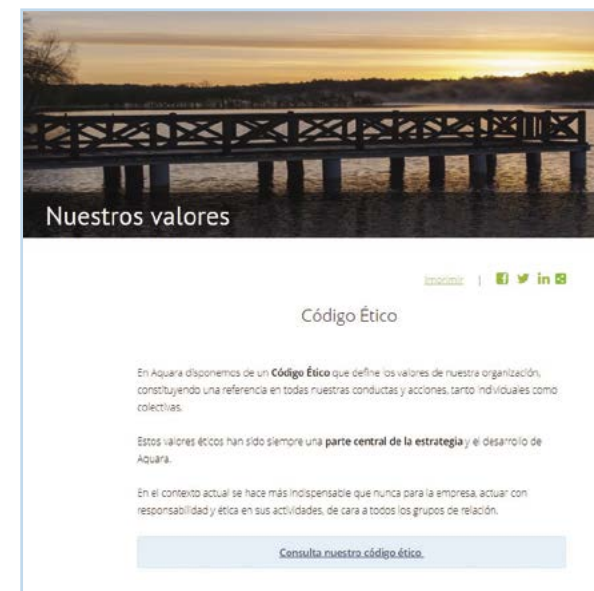 Nuestros valores
Imprimir |
in
Código Ético
En Aquara disponemos de un Código Ético que define los valores de nuestra organización,
constituyendo una referencia en todas nuestras conductas y acciones, tanto individuales como
colectivas.
Estos valores éticos han sido siempre una parte central de la estrategia y el desarrollo de
Aquara.
En el contexto actual se hace más indispensable que nunca para la empresa, actuar con
responsabilidad y ética en sus actividades, de cara a todos los grupos de relación.
Consulta nuestro código ético.